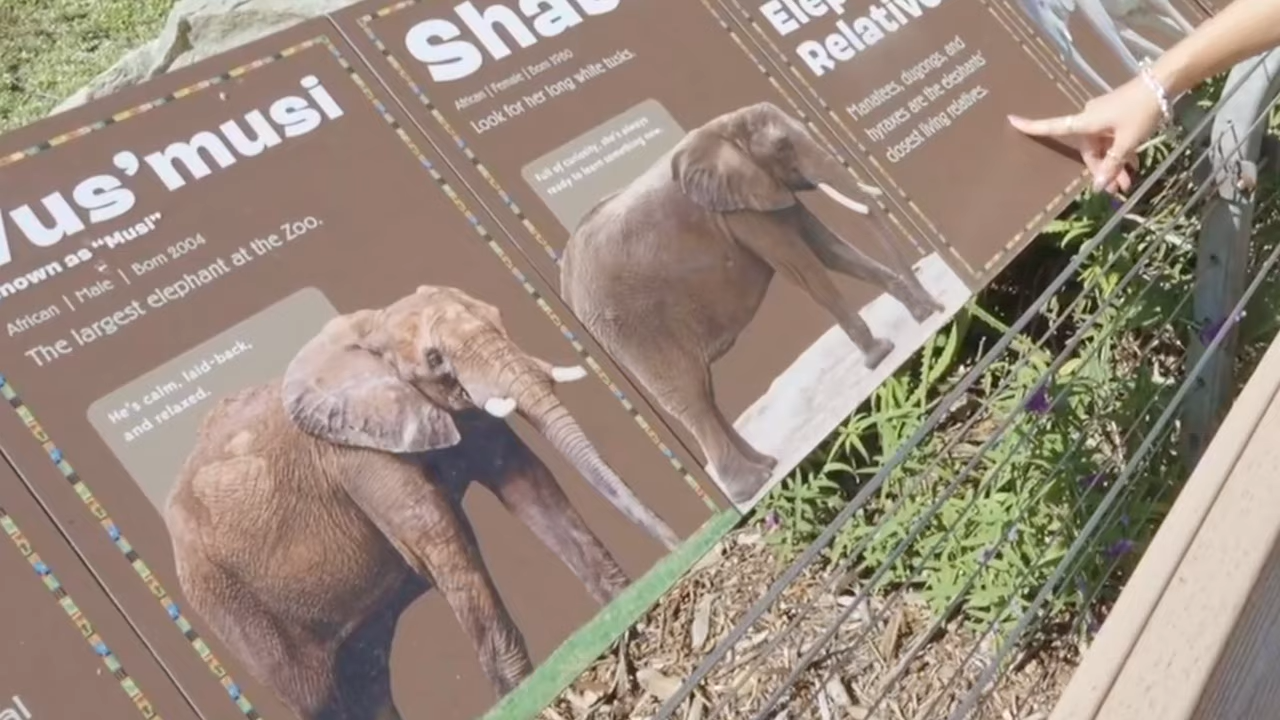 Vus'musi
nown as "Musi"
African | Male | Born 2004
The largest elephant at the Zoo.
He's calm, laid-back,
and relaxed.
Sha
African | Female | Born 1980
Look for her long white tusks.
Full of curiosity, she's always
ready to learn something new.
Elep
Relative
Manatees, dugongs, and
hyraxes are the elephants'
closest living relatives.
al